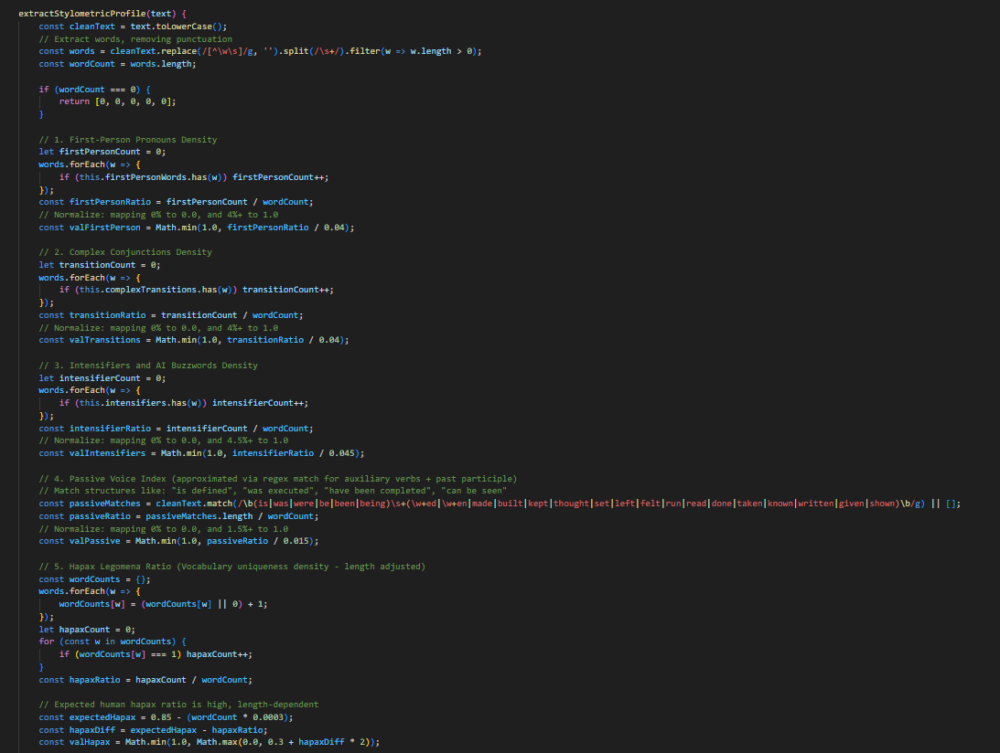 extractStylometricProfile(text) {
const cleanText = text.toLowerCase();
// Extract words, removing punctuation
const words = cleanText.replace(/[^\w\s]/g, '').split(/\s+/).filter(w => w.length > 0);
const wordCount = words.length;
if (wordCount === 0) {
return [0, 0, 0, 0, 0];
}
// 1. First-Person Pronouns Density
let firstPersonCount = 0;
words.forEach(w => {
if (this.firstPersonWords.has(w)) firstPersonCount++;
});
const firstPersonRatio = firstPersonCount / wordCount;
// Normalize: mapping 0% to 0.0, and 4%+ to 1.0
const valFirstPerson = Math.min(1.0, firstPersonRatio / 0.04);
// 2. Complex Conjunctions Density
let transitionCount = 0;
words.forEach(w => {
if (this.complexTransitions.has(w)) transitionCount++;
});
const transitionRatio = transitionCount / wordCount;
// Normalize: mapping 0% to 0.0, and 4%+ to 1.0
const valTransitions = Math.min(1.0, transitionRatio / 0.04);
// 3. Intensifiers and AI Buzzwords Density
let intensifierCount = 0;
words.forEach(w => {
if (this.intensifiers.has(w)) intensifierCount++;
});
const intensifierRatio = intensifierCount / wordCount;
// Normalize: mapping 0% to 0.0, and 4.5%+ to 1.0
const valIntensifiers = Math.min(1.0, intensifierRatio / 0.045);
// 4. Passive Voice Index (approximated via regex match for auxiliary verbs + past participle)
// Match structures like: "is defined", "was executed", "have been completed", "can be seen"
const passiveMatches = cleanText.match(/\b(is|was|were|be|been|being)\s+(\w+ed|\w+en|made|built|kept|thought|set|left|felt|run|read|done|taken|known|written|given|shown)\b/g) || [];
const passiveRatio = passiveMatches.length / wordCount;
// Normalize: mapping 0% to 0.0, and 1.5%+ to 1.0
const valPassive = Math.min(1.0, passiveRatio / 0.015);
// 5. Hapax Legomena Ratio (Vocabulary uniqueness density - length adjusted)
const wordCounts = {};
words.forEach(w => {
wordCounts[w] = (wordCounts[w] || 0) + 1;
});
let hapaxCount = 0;
for (const w in wordCounts) {
if (wordCounts[w] === 1) hapaxCount++;
}
const hapaxRatio = hapaxCount / wordCount;
// Expected human hapax ratio is high, length-dependent
const expectedHapax = 0.85 - (wordCount * 0.0003);
const hapaxDiff = expectedHapax - hapaxRatio;
const valHapax = Math.min(1.0, Math.max(0.0, 0.3 + hapaxDiff * 2));